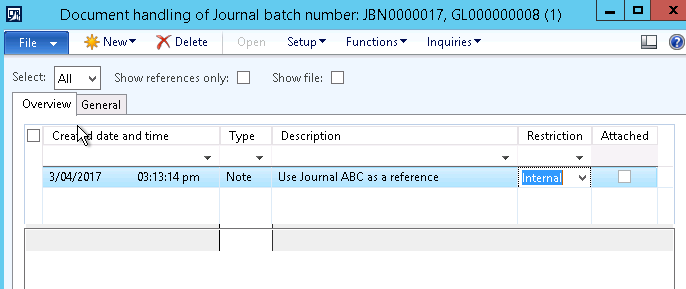 Document handling of Journal batch number: JBN0000017, GL000000008 (1)
File New Delete Open Setup Functions Inquiries
Select: All Show references only: Show file:
Overview General
Created date and time Type Description Restriction Attached
3/04/2017 03:13:14 pm Note Use Journal ABC as a reference Internal